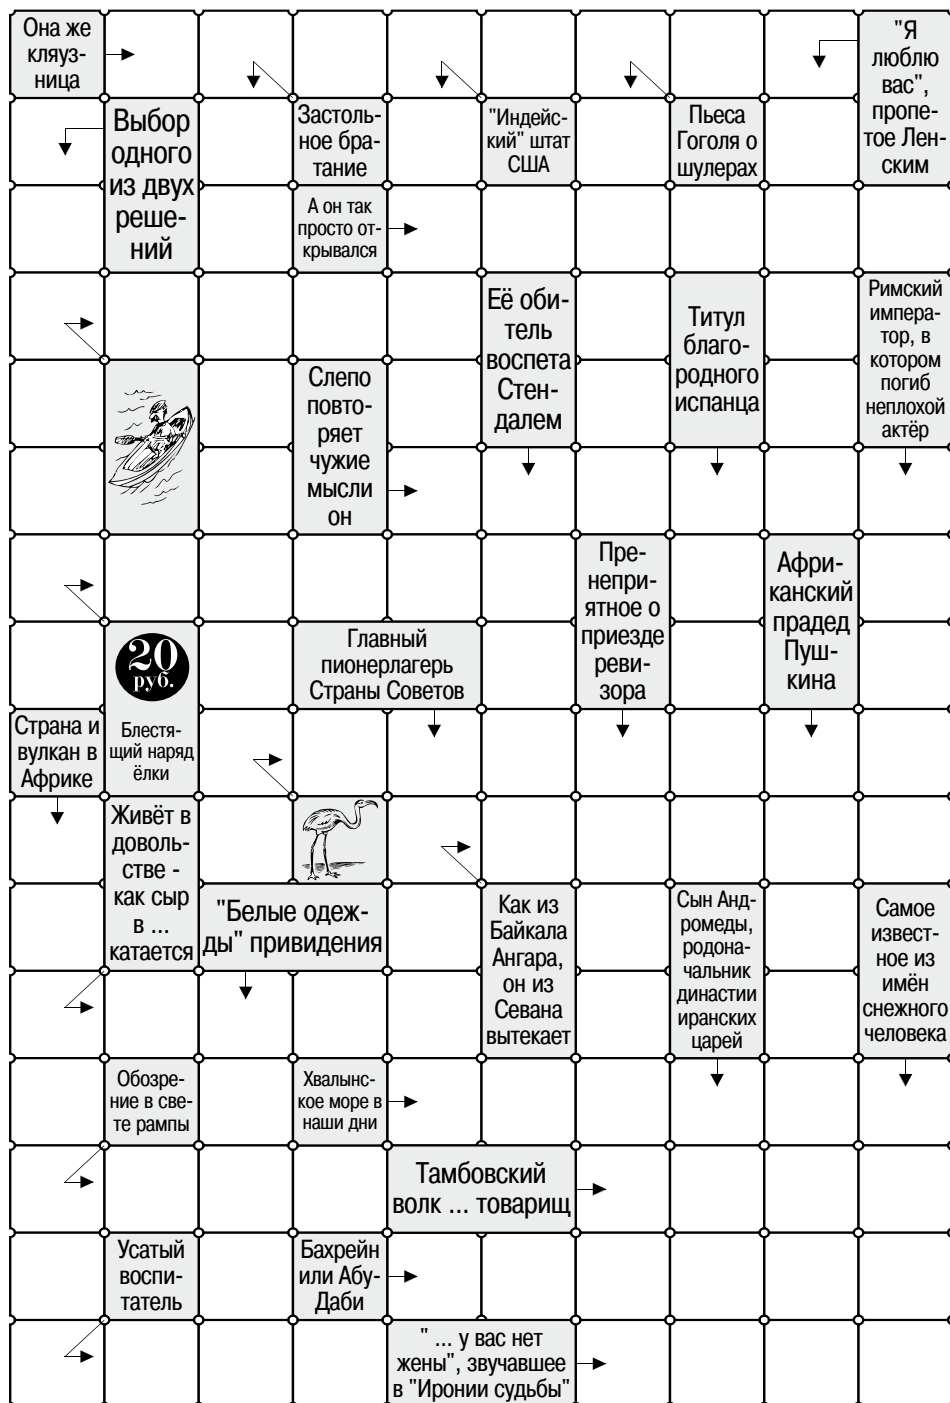 Она же
кляуз-
ница
"Я
люблю
вас",
пропе-
тое Лен-
ским
Выбор
одного
из двух
реше-
ний
Застоль-
ное бра-
тание
"Индейс-
кий" штат
США
Пьеса
Гоголя о
шулерах
А он так
просто от-
крывался
Её оби-
тель
воспета
Стен-
далем
Титул
благо-
родного
испанца
Римский
импера-
тор, в
котором
погиб
неплохой
актёр
Слепо
повто-
ряет
чужие
мысли
он
Пре-
непри-
ятное о
приезде
реви-
зора
Афри-
канский
прадед
Пуш-
кина
20
руб.
Блестя-
щий наряд
ёлки
Главный
пионерлагерь
Страны Советов
Страна и
вулкан в
Африке
Живёт в
доволь-
стве -
как сыр
в ...
катается
"Белые одеж-
ды" привидения
Как из
Байкала
Ангара,
он из
Севана
вытекает
Сын Анд-
ромеды,
родона-
чальник
династии
иранских
царей
Самое
извест-
ное из
имён
снежного
человека
Обозре-
ние в све-
те рампы
Хвалынс-
кое море в
наши дни
Тамбовский
волк ... товарищ
Усатый
воспи-
татель
Бахрейн
или Абу-
Даби
" ... у вас нет
жены", звучавшее
в "Иронии судьбы"